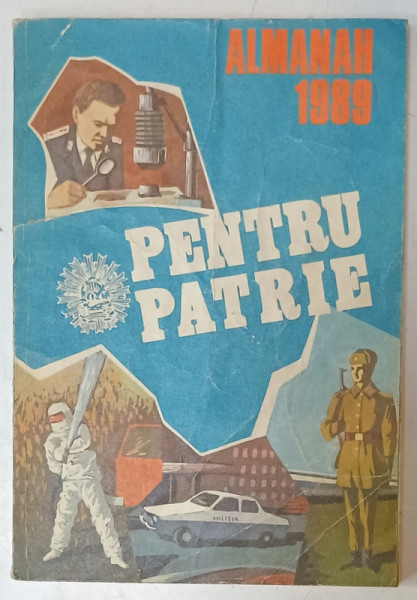 ALMANAH
1989
PENTRU
PATRIE
MILIȚIA